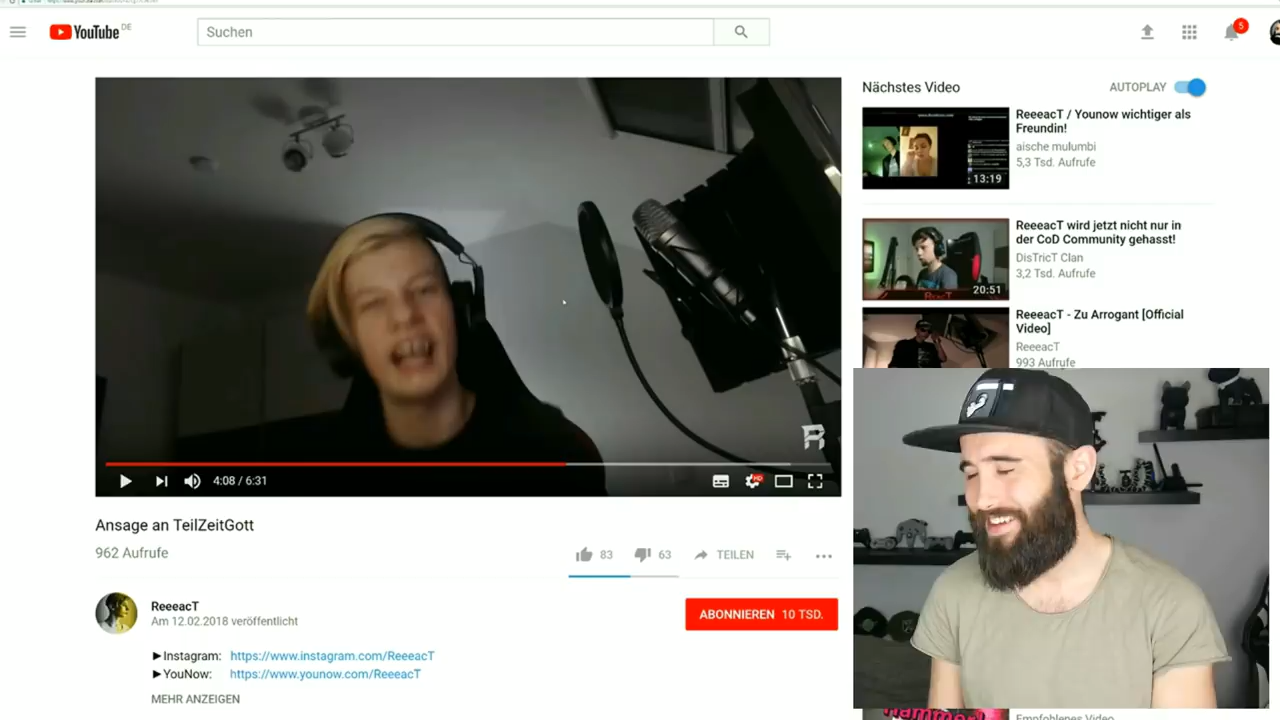 YouTube DE
Suchen
5
Nächstes Video
AUTOPLAY
13:19
ReeeacT / Younow wichtiger als
Freundin!
aische mulumbi
5,3 Tsd. Aufrufe
20:51
ReeeacT wird jetzt nicht nur in
der CoD Community gehasst!
DisTricT Clan
3,2 Tsd. Aufrufe
ReeeacT - Zu Arrogant [Official
Video]
ReeeacT
993 Aufrufe
R
4:08 / 6:31
HD
Ansage an TeilZeitGott
962 Aufrufe
83
63
TEILEN
ReeeacT
Am 12.02.2018 veröffentlicht
ABONNIEREN 10 TSD.
►Instagram: https://www.instagram.com/ReeeacT
►YouNow: https://www.younow.com/ReeeacT
MEHR ANZEIGEN
Hammer!
Empfohlenes Video